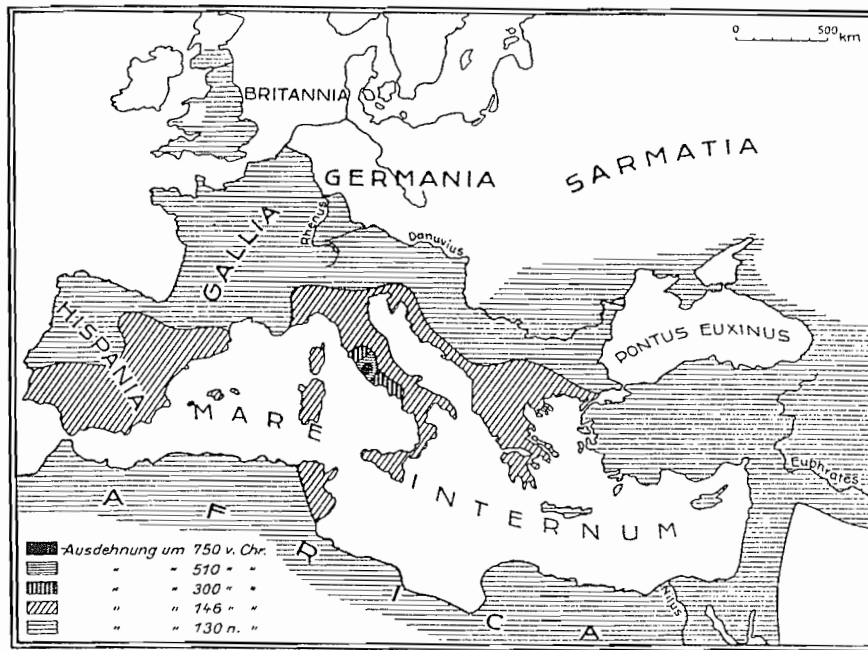 0 500 km
BRITANNIA
GERMANIA
SARMATIA
GALLIA
Rhenus
Danuvius
HISPANIA
PONTUS EUXINUS
MARE
INTERNUM
Euphrates
AFRICA
Nilus
Ausdehnung um 750 v. Chr.
" " 510 " "
" " 300 " "
" " 146 " "
" " 130 n. "